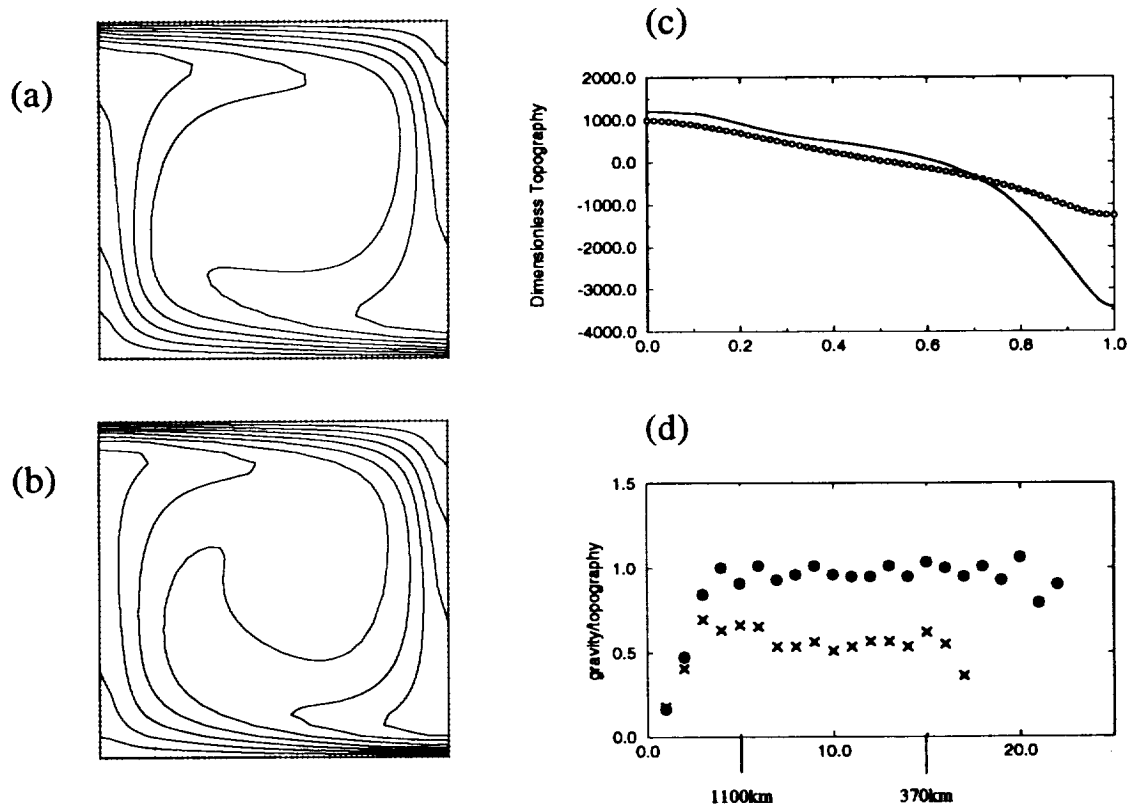 (a)
(b)
(c)
2000.0
1000.0
0.0
-1000.0
-2000.0
-3000.0
-4000.0
Dimensionless Topography
0.0 0.2 0.4 0.6 0.8 1.0
(d)
1.5
1.0
0.5
0.0
gravity/topography
0.0 10.0 20.0
1100km 370km